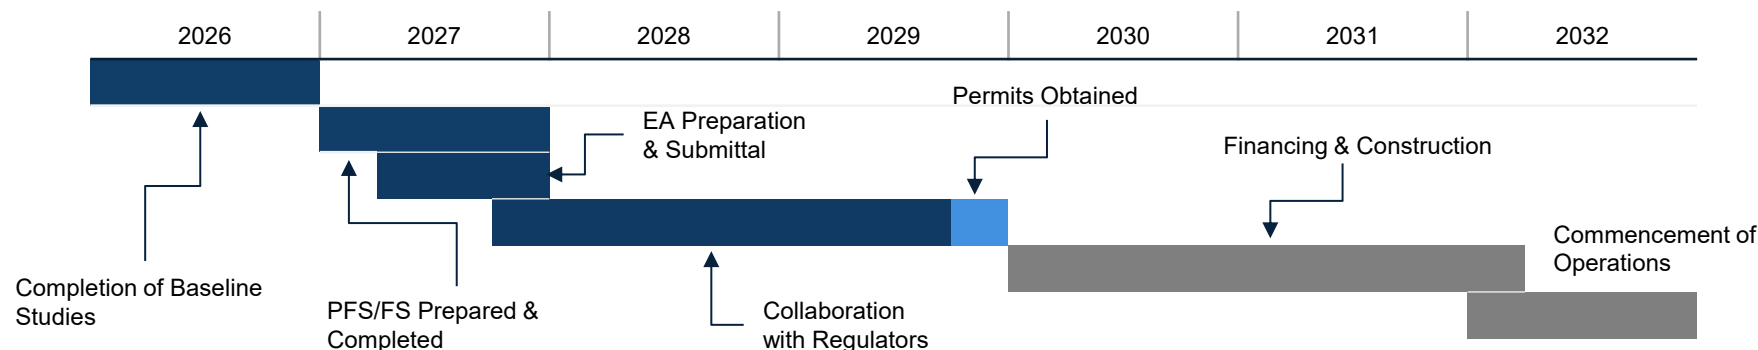 2026
2027
2028
2029
2030
2031
2032
Permits Obtained
EA Preparation
& Submittal
Financing & Construction
Commencement of
Operations
Completion of Baseline
Studies
PFS/FS Prepared &
Completed
Collaboration
with Regulators